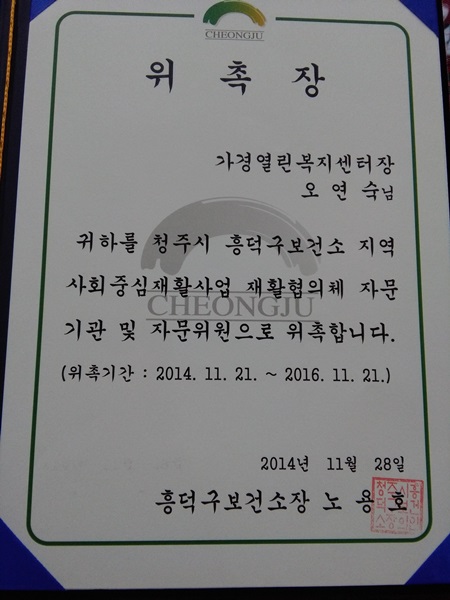 CHEONGJU
위 촉 장
가경열린복지센터장
오 연 숙님
CHEONGJU
귀하를 청주시 흥덕구보건소 지역
사회중심재활사업 재활협의체 자문
기관 및 자문위원으로 위촉합니다.
(위촉기간 : 2014. 11. 21. ~ 2016. 11. 21.)
2014년 11월 28일
흥덕구보건소장 노 용 호